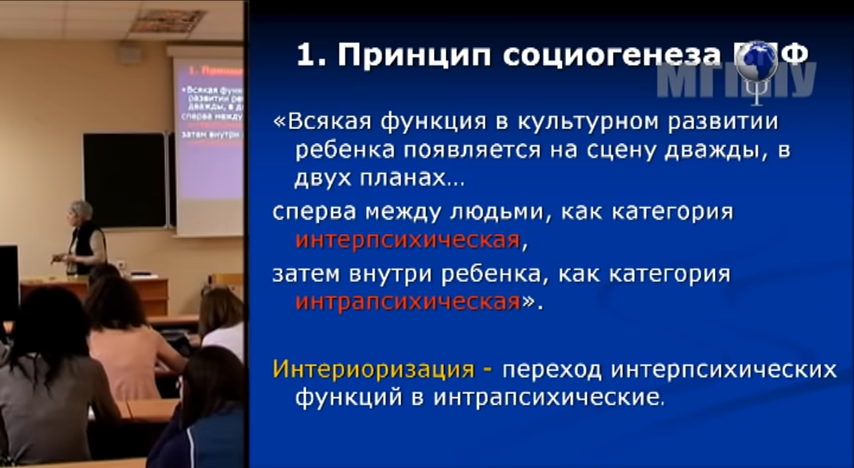 1. Принцип социогенеза ВПФ
МГППУ
«Всякая функция в культурном развитии
ребенка появляется на сцену дважды, в
двух планах...
сперва между людьми, как категория
интерпсихическая,
затем внутри ребенка, как категория
интрапсихическая».
Интериоризация - переход интерпсихических
функций в интрапсихические.